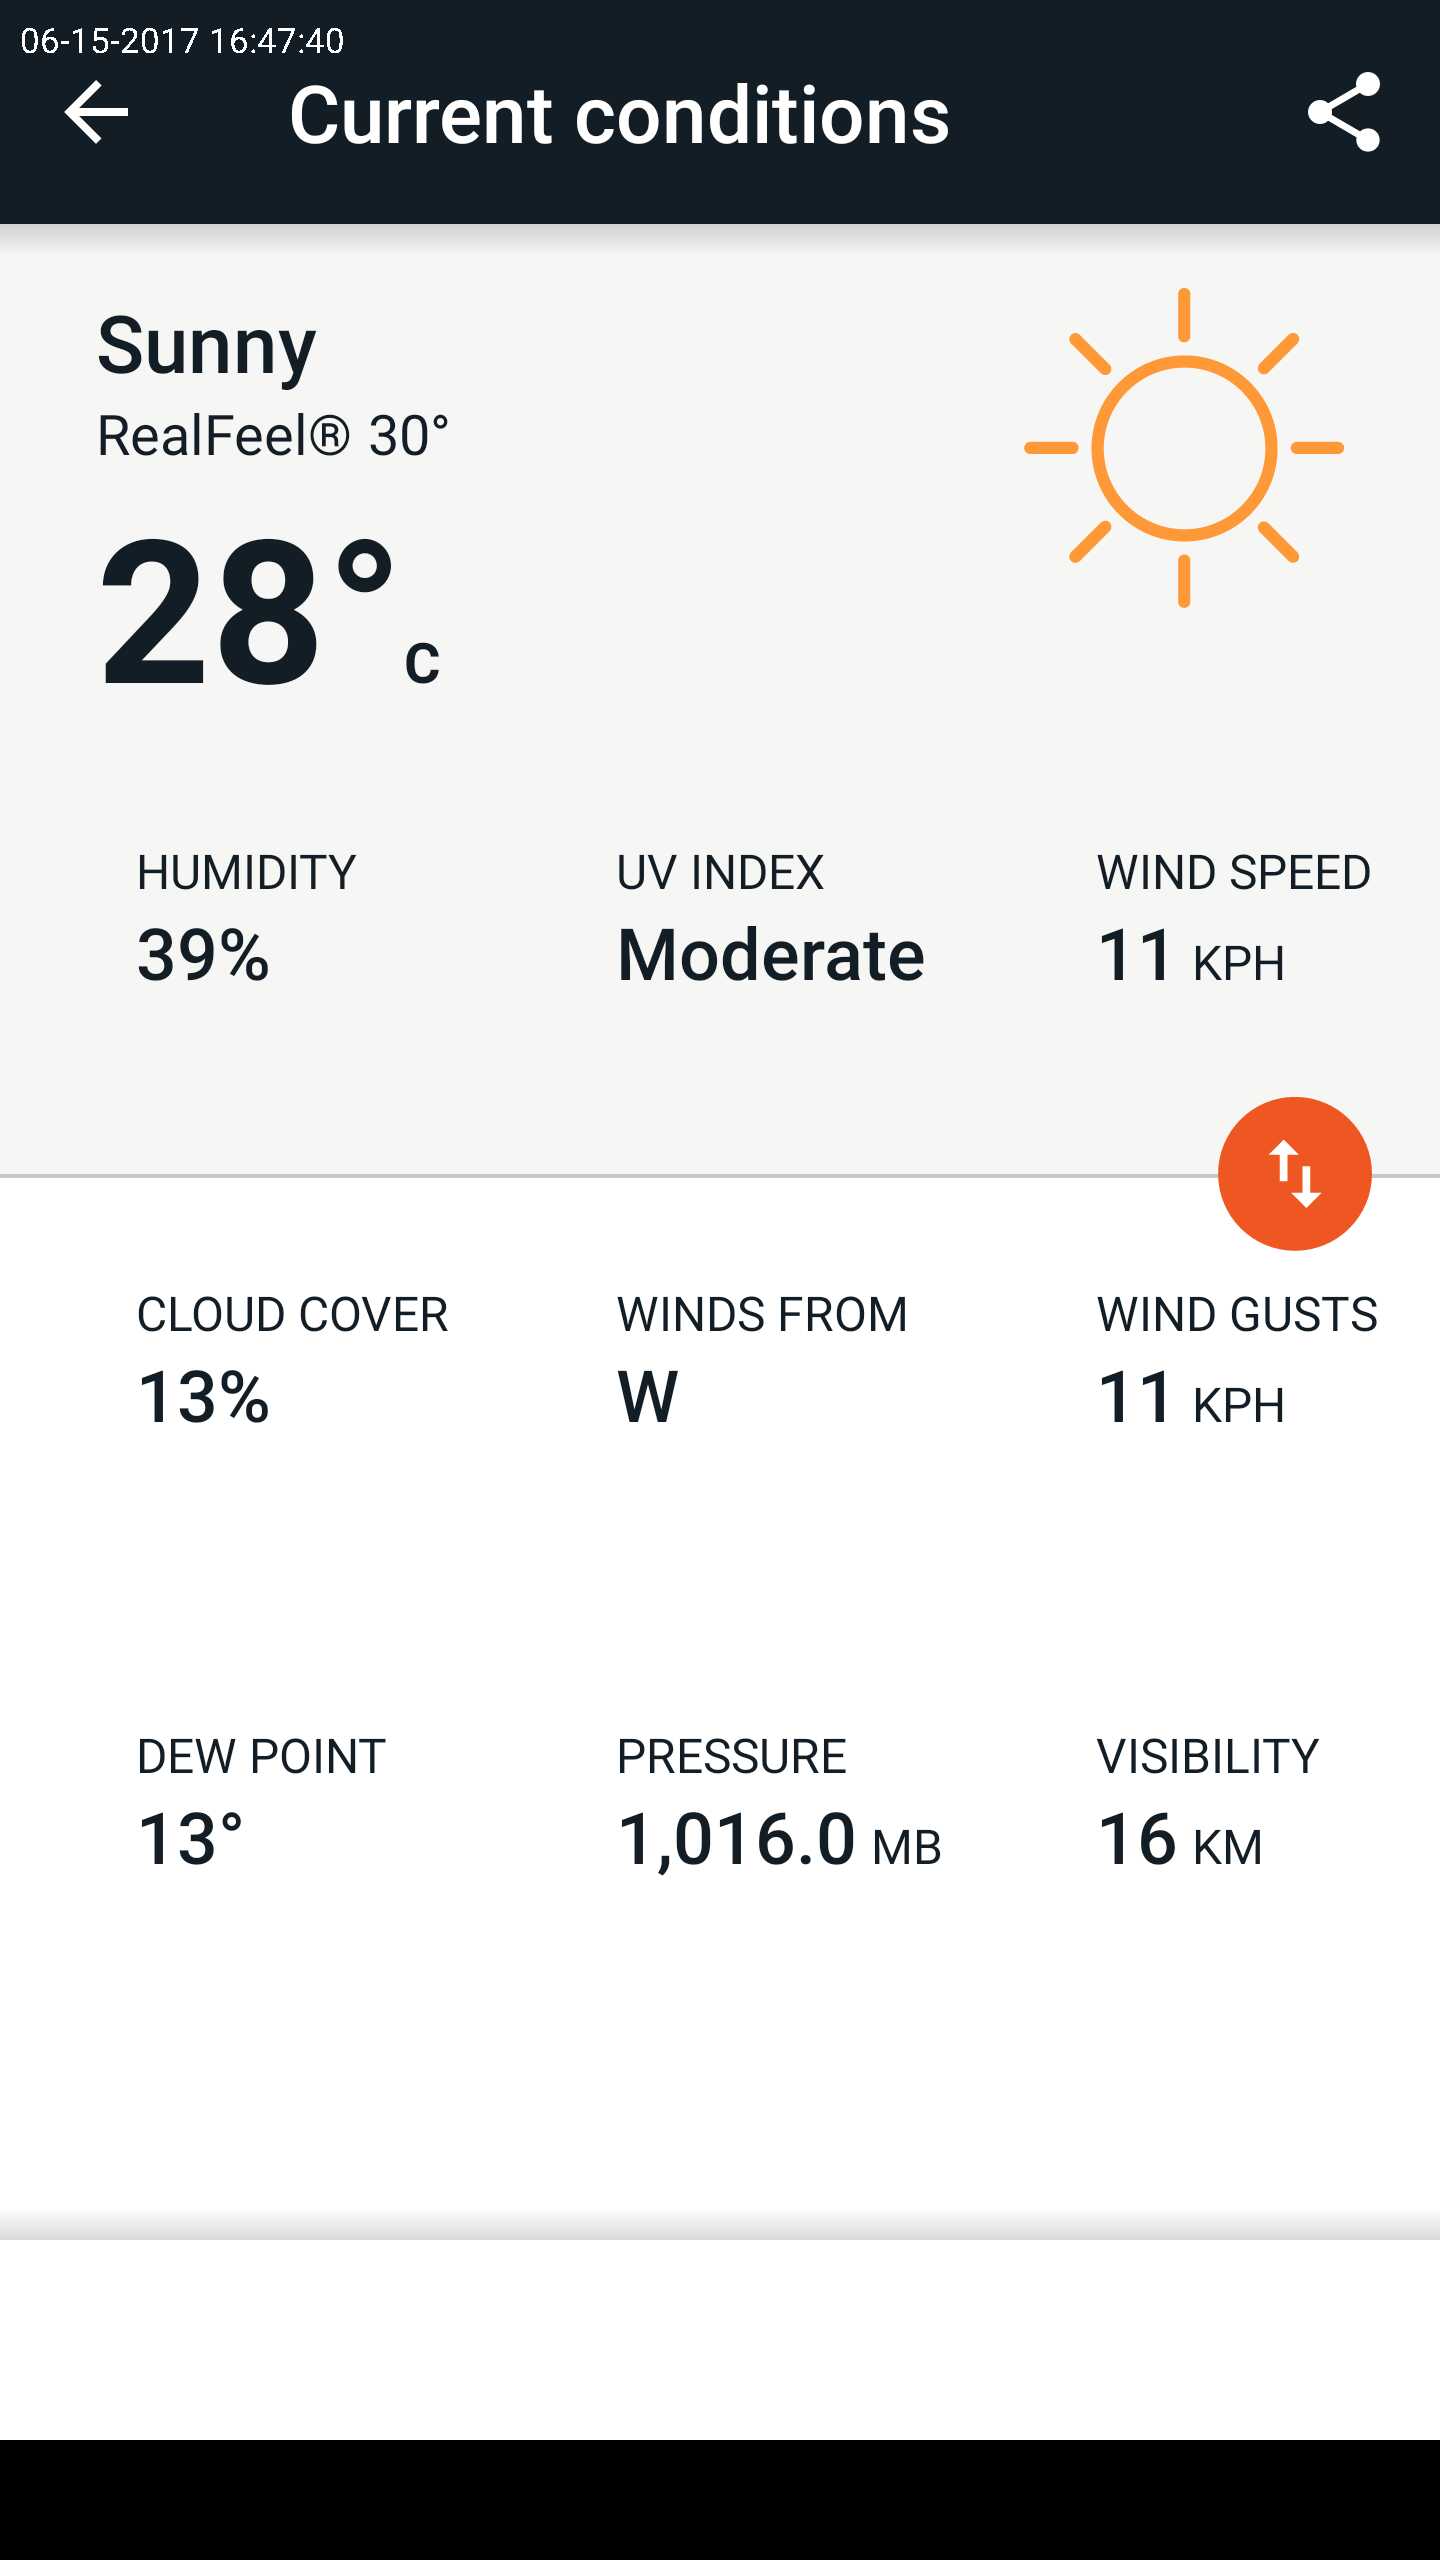 06-15-2017 16:47:40
Current conditions
Sunny
RealFeel® 30°
28° C
HUMIDITY UV INDEX WIND SPEED
39% Moderate 11 KPH
CLOUD COVER WINDS FROM WIND GUSTS
13% W 11 KPH
DEW POINT PRESSURE VISIBILITY
13° 1,016.0 MB 16 KM